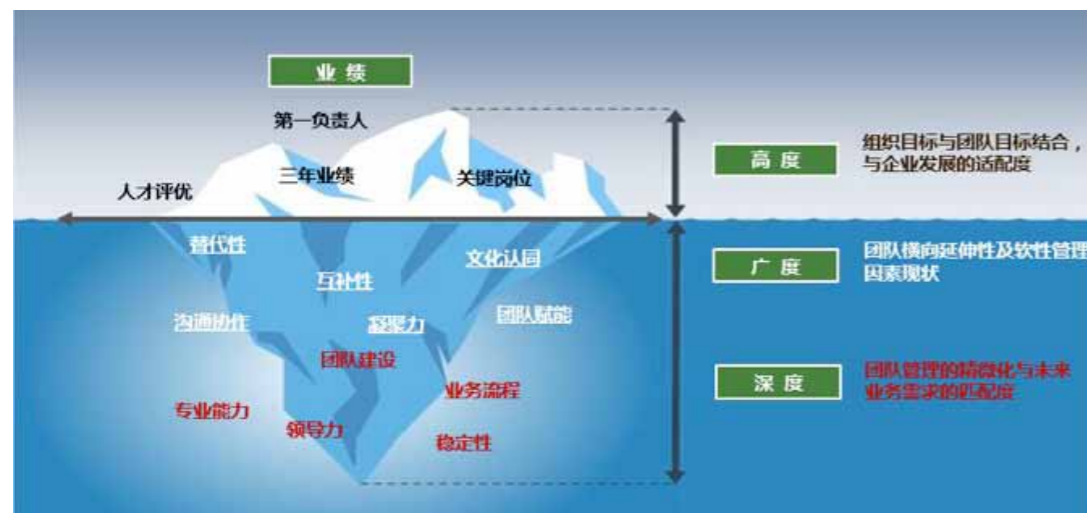 业绩
第一负责人
三年业绩
关键岗位
人才评优
高度
组织目标与团队目标结合，
与企业发展的适配度
替代性
互补性
文化认同
沟通协作
凝聚力
团队赋能
广度
团队横向延伸性及软性管理
因素现状
团队建设
业务流程
专业能力
领导力
稳定性
深度
团队管理的精微化与未来
业务需求的匹配度